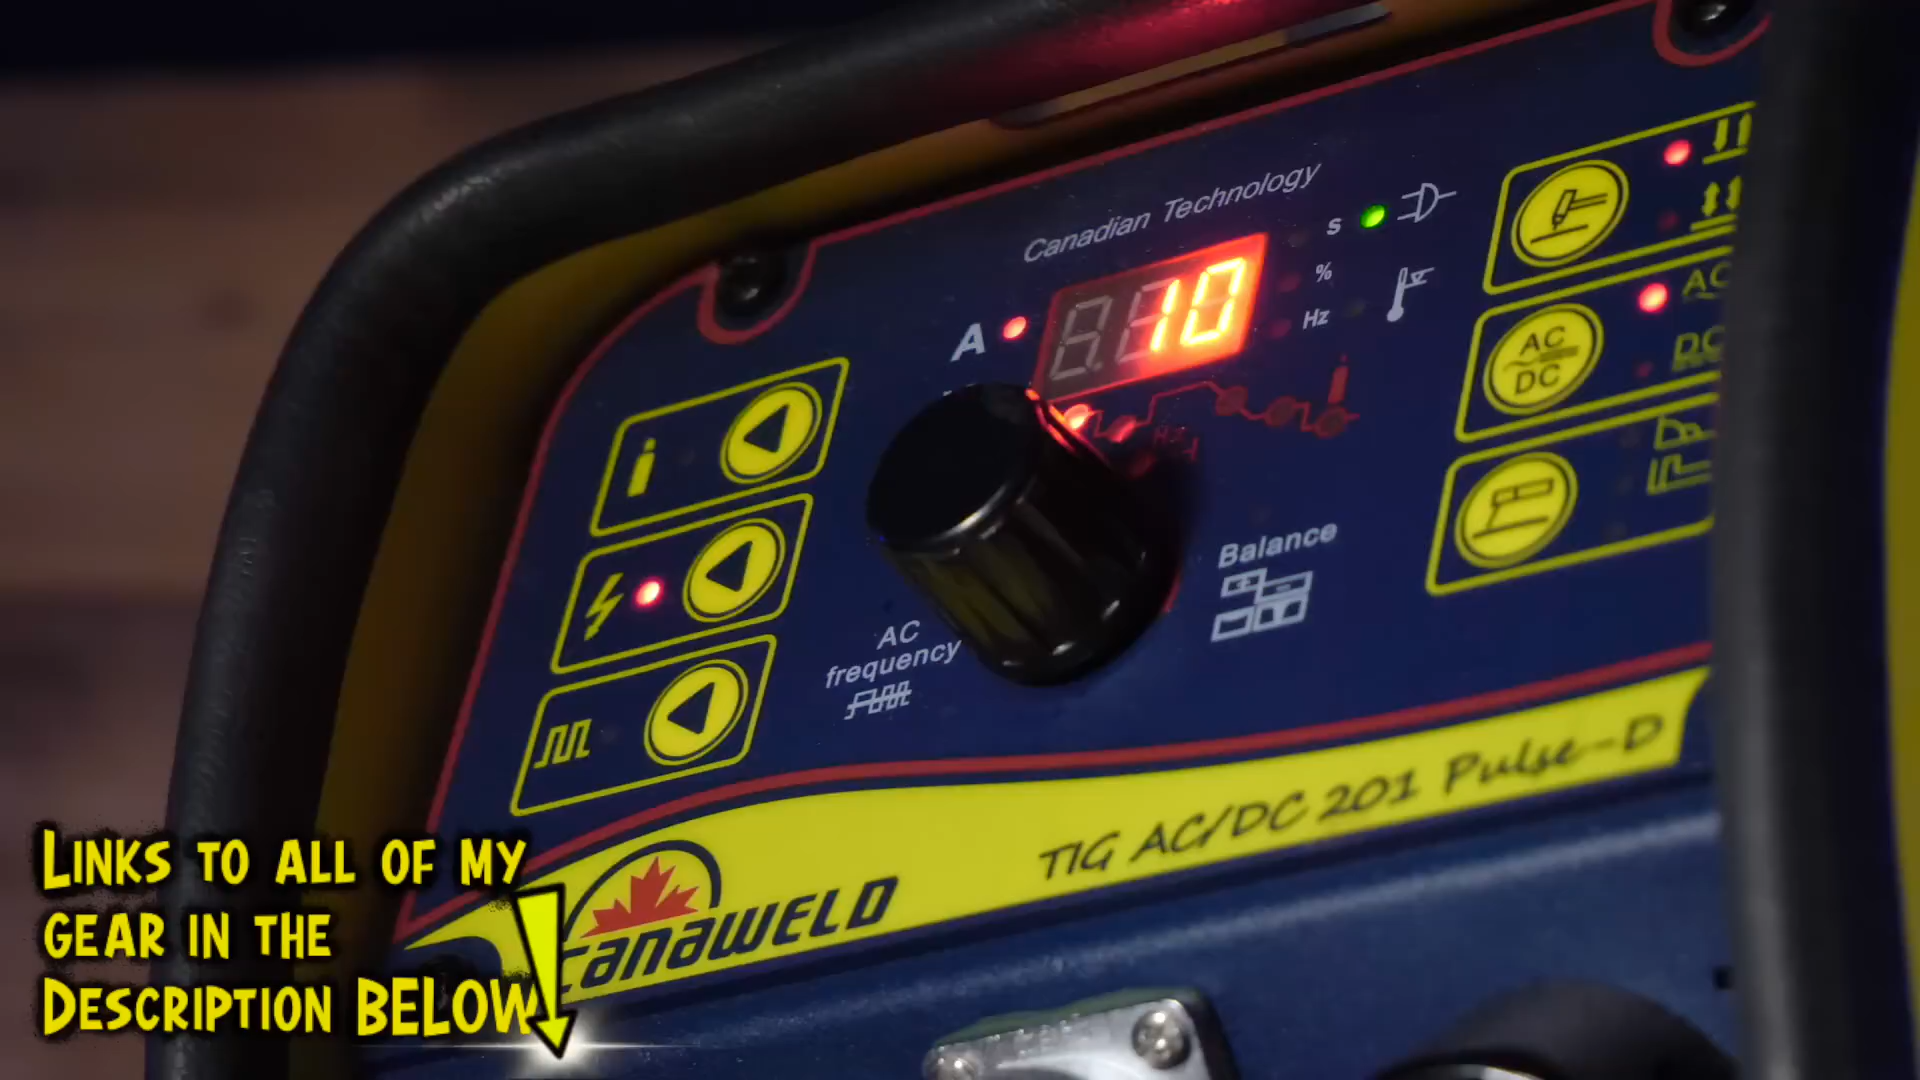 Canadian Technology
A
10
S
%
Hz
AC
DC
AC
DC
Hz
Balance
AC
frequency
TIG AC/DC 201 Pulse-D
canaWELD
LINKS TO ALL OF MY
GEAR IN THE
DESCRIPTION BELOW